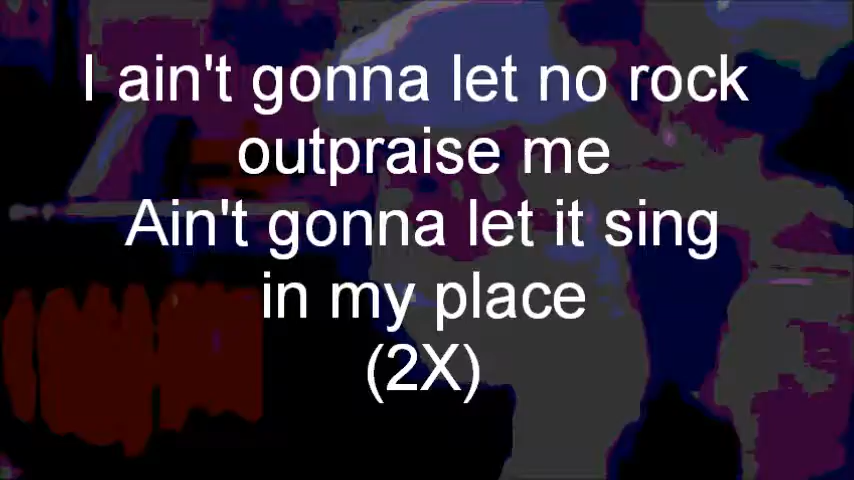 I ain't gonna let no rock
outpraise me
Ain't gonna let it sing
in my place
(2X)